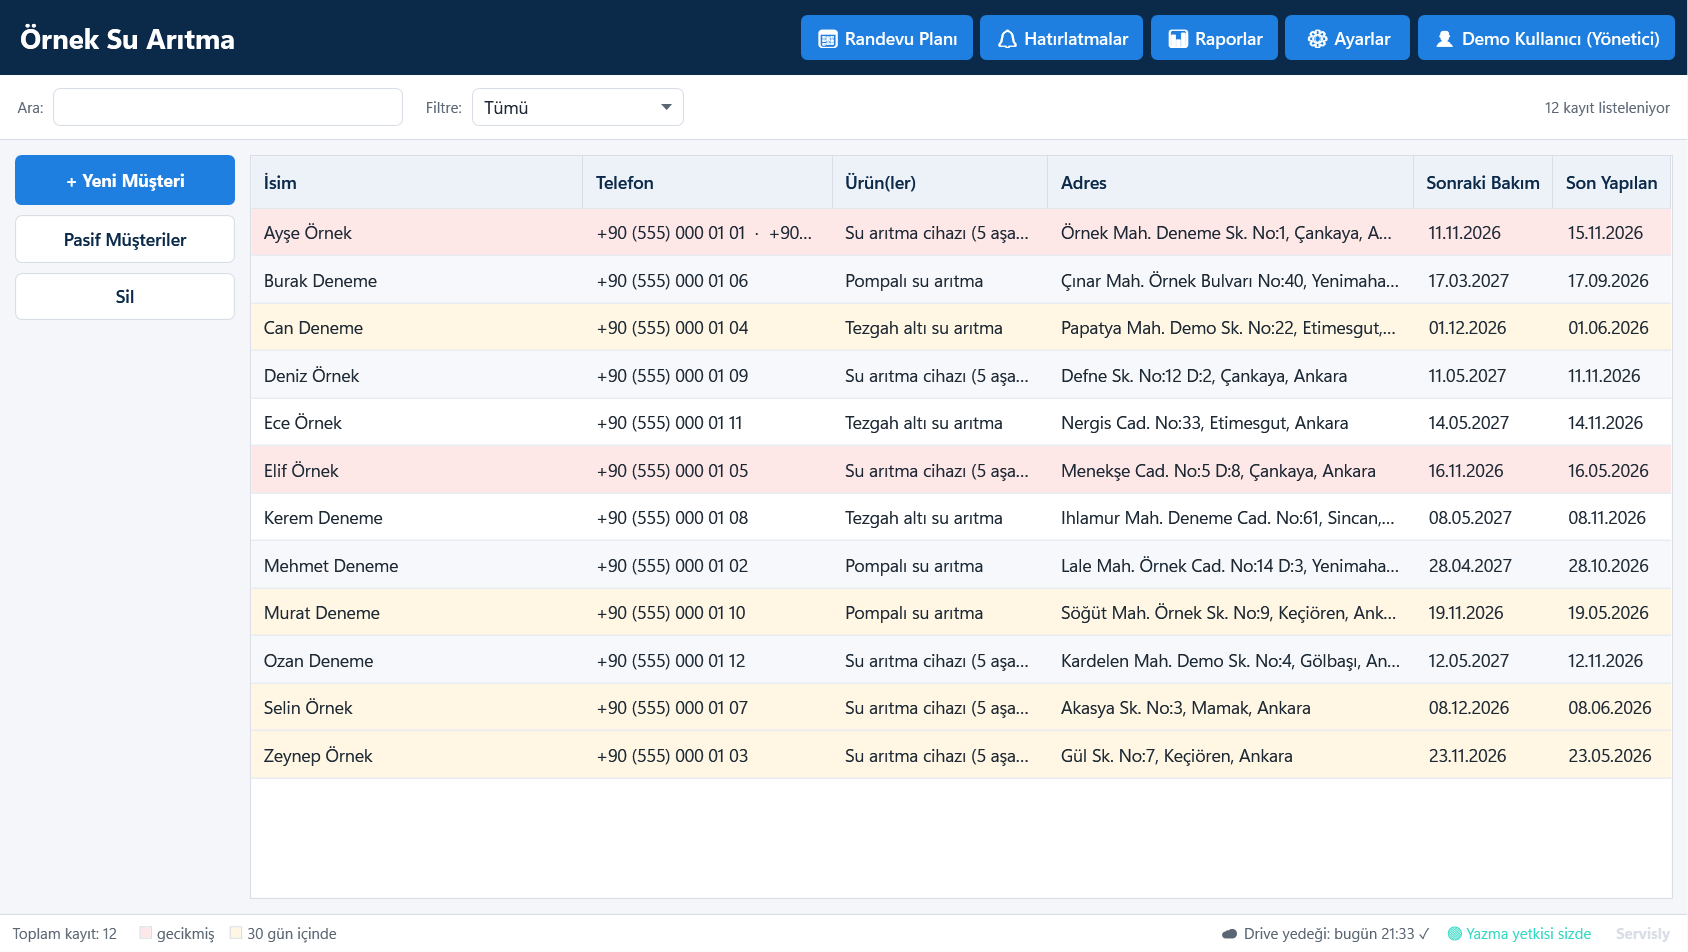 Örnek Su Arıtma
Randevu Planı Hatırlatmalar Raporlar Ayarlar Demo Kullanıcı (Yönetici)
Ara: Filtre: Tümü 12 kayıt listeleniyor
+ Yeni Müşteri
Pasif Müşteriler
Sil
İsim Telefon Ürün(ler) Adres Sonraki Bakım Son Yapılan
Ayşe Örnek +90 (555) 000 01 01 · +90... Su arıtma cihazı (5 aşa... Örnek Mah. Deneme Sk. No:1, Çankaya, A... 11.11.2026 15.11.2026
Burak Deneme +90 (555) 000 01 06 Pompalı su arıtma Çınar Mah. Örnek Bulvarı No:40, Yenimaha... 17.03.2027 17.09.2026
Can Deneme +90 (555) 000 01 04 Tezgah altı su arıtma Papatya Mah. Demo Sk. No:22, Etimesgut,... 01.12.2026 01.06.2026
Deniz Örnek +90 (555) 000 01 09 Su arıtma cihazı (5 aşa... Defne Sk. No:12 D:2, Çankaya, Ankara 11.05.2027 11.11.2026
Ece Örnek +90 (555) 000 01 11 Tezgah altı su arıtma Nergis Cad. No:33, Etimesgut, Ankara 14.05.2027 14.11.2026
Elif Örnek +90 (555) 000 01 05 Su arıtma cihazı (5 aşa... Menekşe Cad. No:5 D:8, Çankaya, Ankara 16.11.2026 16.05.2026
Kerem Deneme +90 (555) 000 01 08 Tezgah altı su arıtma Ihlamur Mah. Deneme Cad. No:61, Sincan,... 08.05.2027 08.11.2026
Mehmet Deneme +90 (555) 000 01 02 Pompalı su arıtma Lale Mah. Örnek Cad. No:14 D:3, Yenimaha... 28.04.2027 28.10.2026
Murat Deneme +90 (555) 000 01 10 Pompalı su arıtma Söğüt Mah. Örnek Sk. No:9, Keçiören, Ank... 19.11.2026 19.05.2026
Ozan Deneme +90 (555) 000 01 12 Su arıtma cihazı (5 aşa... Kardelen Mah. Demo Sk. No:4, Gölbaşı, An... 12.05.2027 12.11.2026
Selin Örnek +90 (555) 000 01 07 Su arıtma cihazı (5 aşa... Akasya Sk. No:3, Mamak, Ankara 08.12.2026 08.06.2026
Zeynep Örnek +90 (555) 000 01 03 Su arıtma cihazı (5 aşa... Gül Sk. No:7, Keçiören, Ankara 23.11.2026 23.05.2026
Toplam kayıt: 12 gecikmiş 30 gün içinde Drive yedeği: bugün 21:33 ✓ Yazma yetkisi sizde Servisly